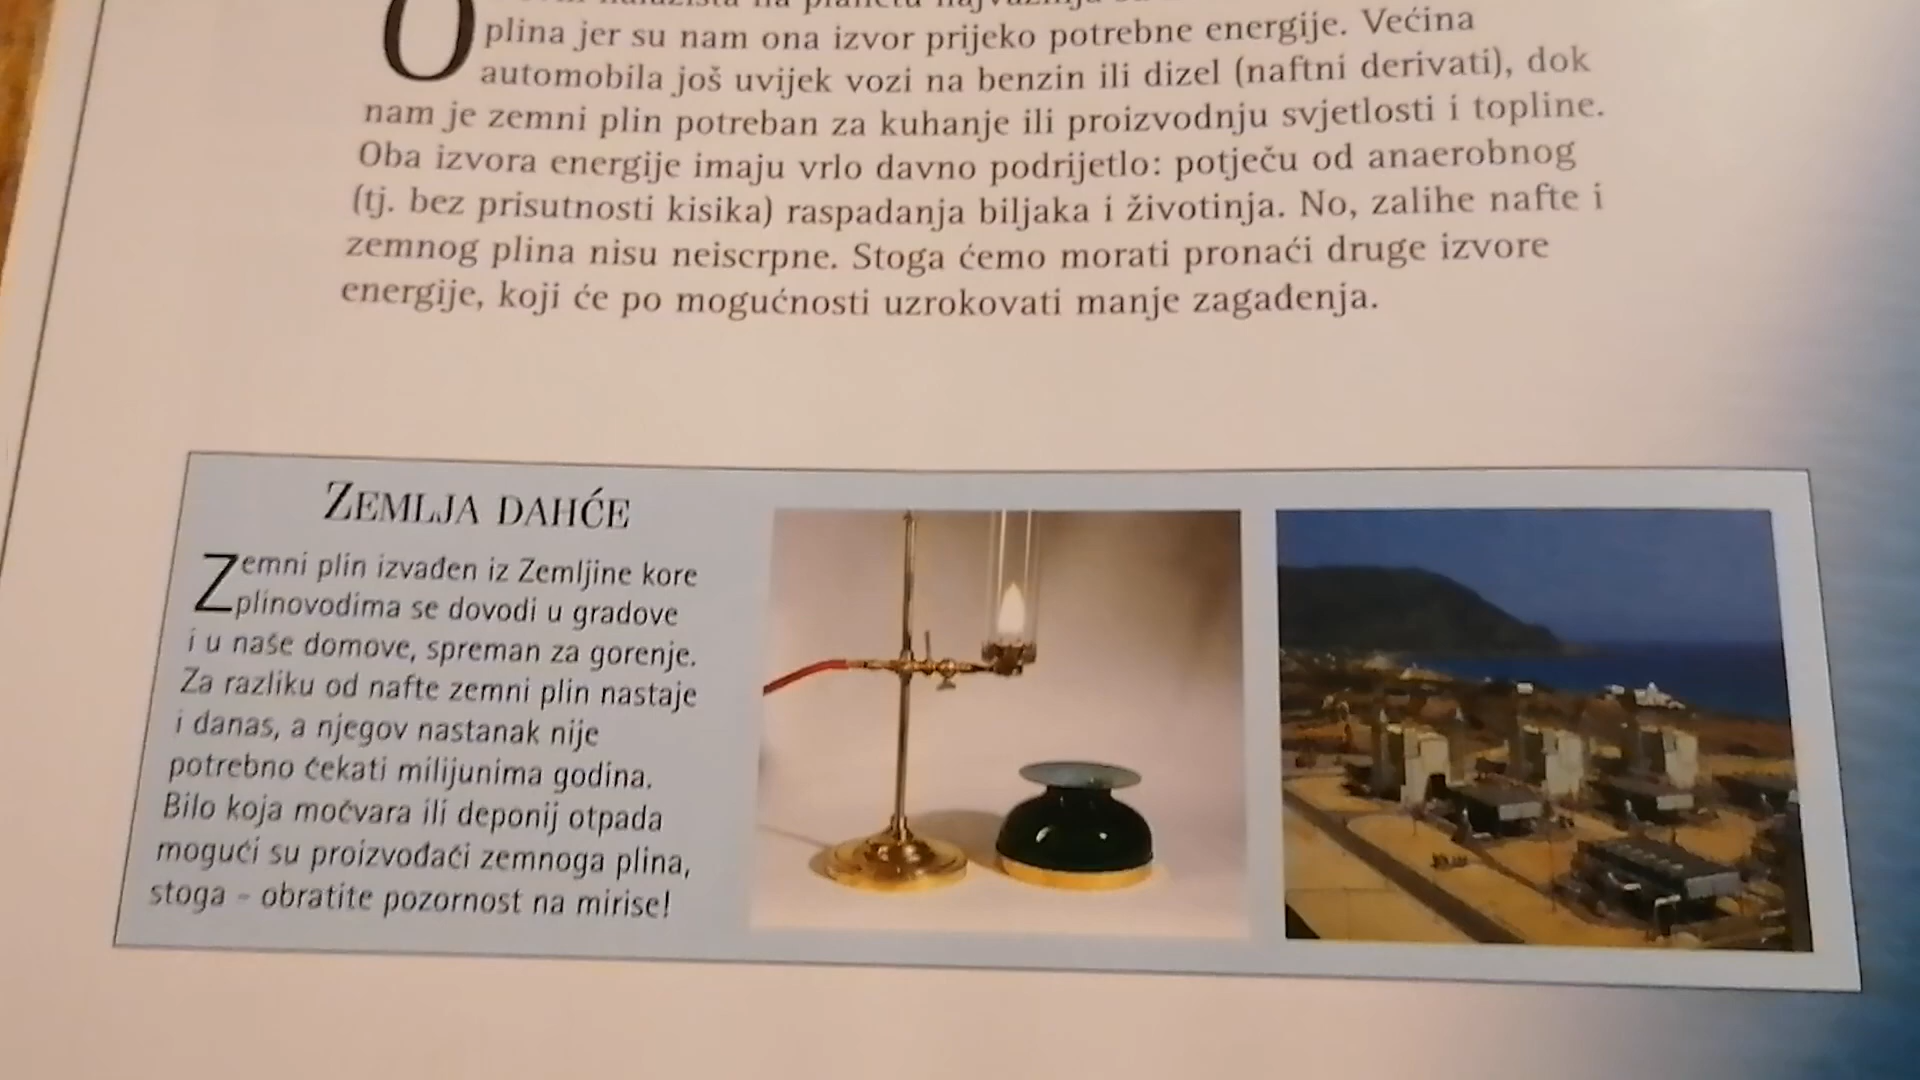 O
plina jer su nam ona izvor prijeko potrebne energije. Većina
automobila još uvijek vozi na benzin ili dizel (naftni derivati), dok
nam je zemni plin potreban za kuhanje ili proizvodnju svjetlosti i topline.
Oba izvora energije imaju vrlo davno podrijetlo: potječu od anaerobnog
(tj. bez prisutnosti kisika) raspadanja biljaka i životinja. No, zalihe nafte i
zemnog plina nisu neiscrpne. Stoga ćemo morati pronaći druge izvore
energije, koji će po mogućnosti uzrokovati manje zagađenja.
ZEMLJA DAHĆE
Zemni plin izvađen iz Zemljine kore
plinovodima se dovodi u gradove
i u naše domove, spreman za gorenje.
Za razliku od nafte zemni plin nastaje
i danas, a njegov nastanak nije
potrebno čekati milijunima godina.
Bilo koja močvara ili deponij otpada
mogući su proizvođači zemnoga plina,
stoga – obratite pozornost na mirise!